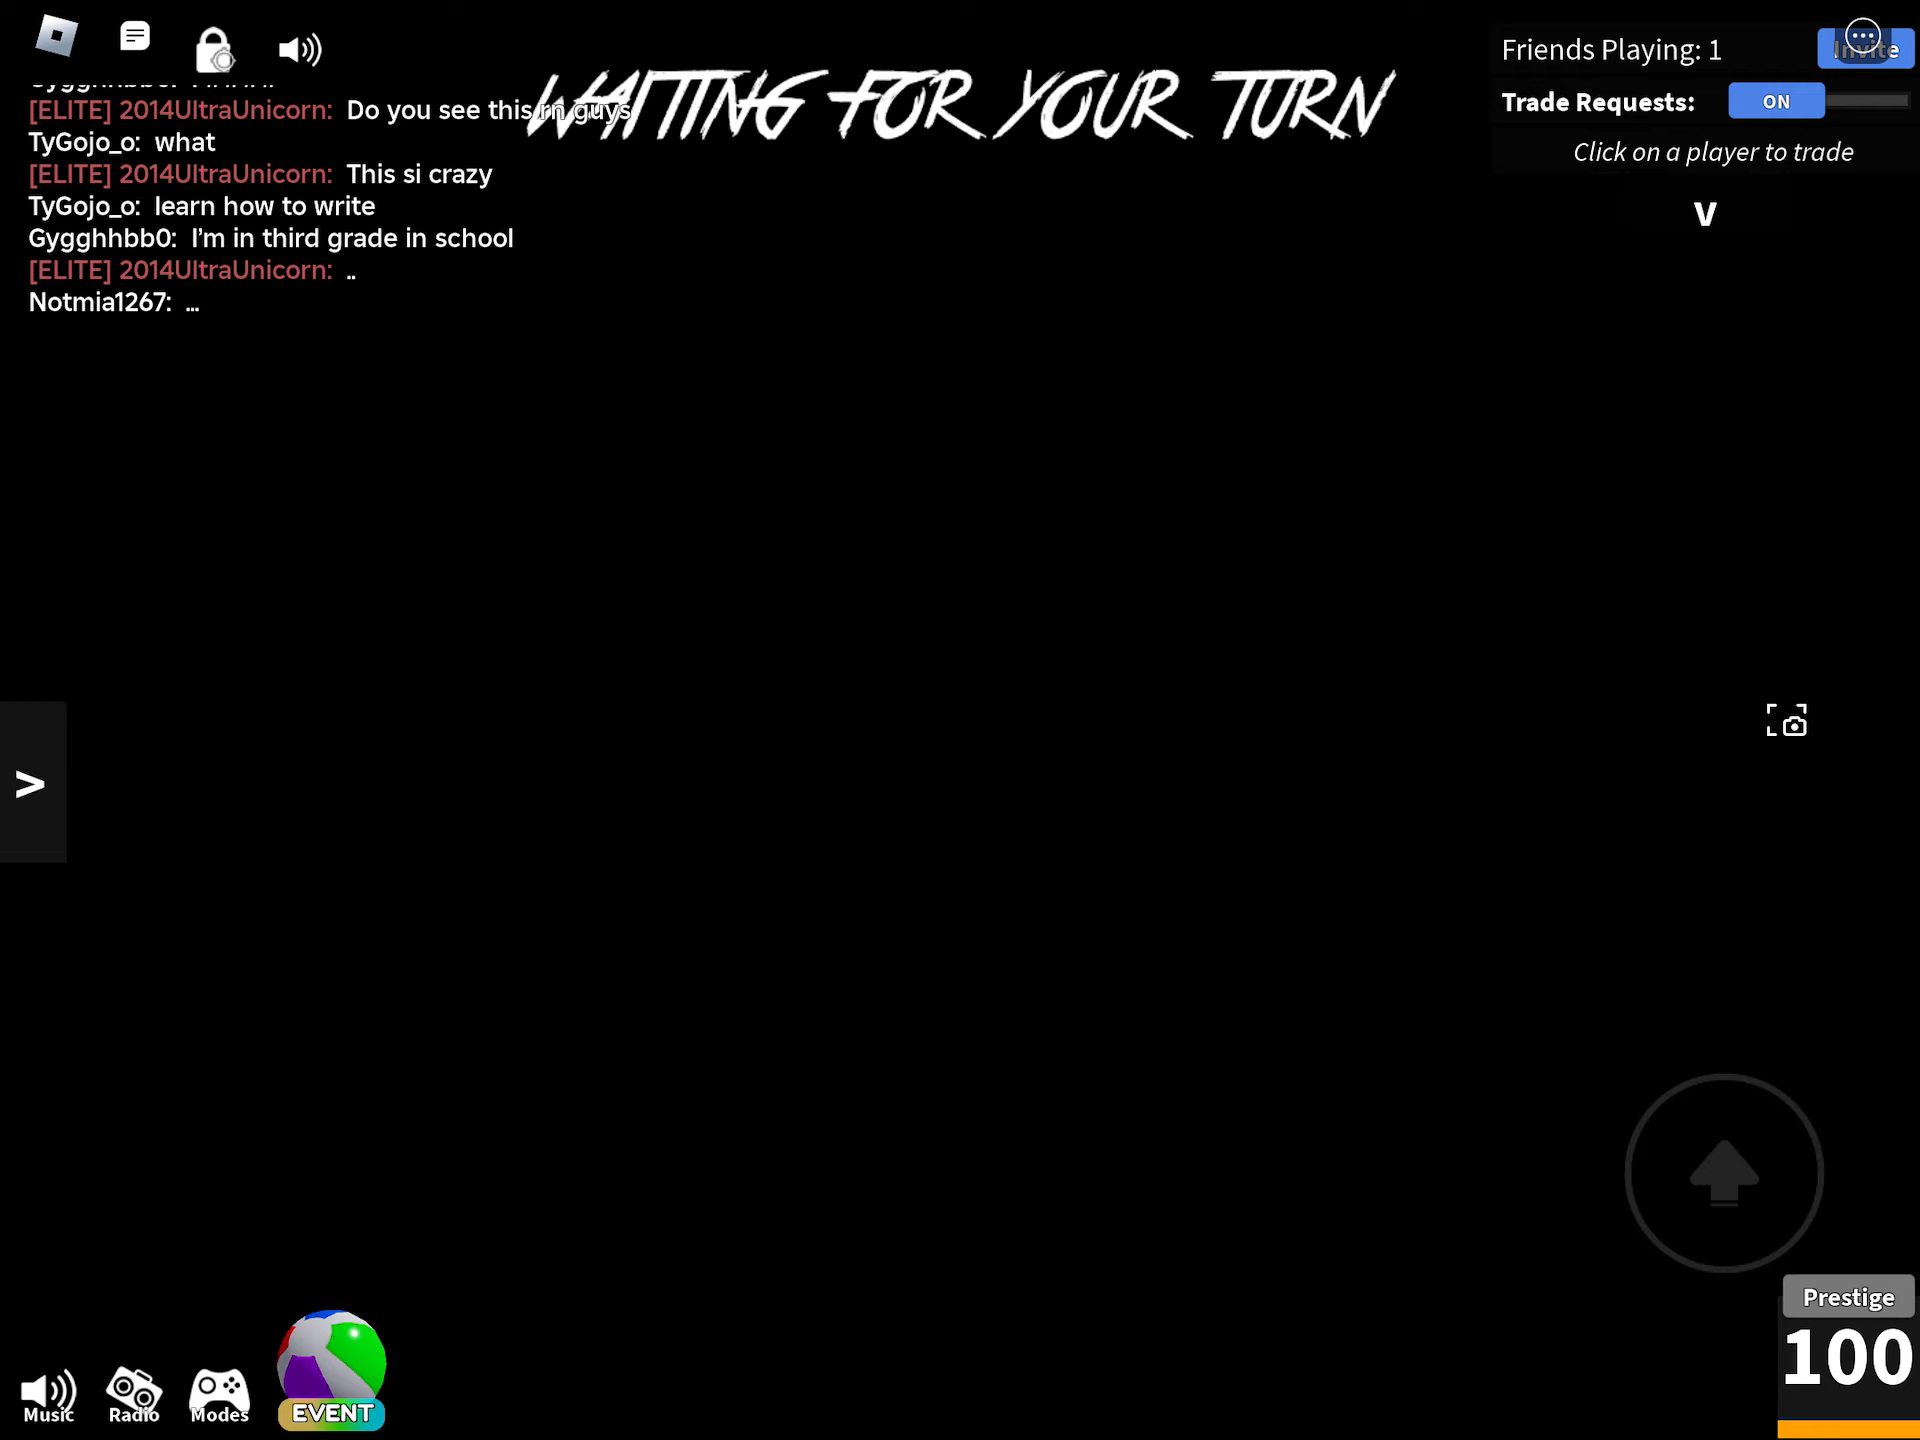 [ELITE] 2014UltraUnicorn: Do you see this rn guys
TyGojo_o: what
[ELITE] 2014UltraUnicorn: This si crazy
TyGojo_o: learn how to write
Gygghhbb0: I'm in third grade in school
[ELITE] 2014UltraUnicorn: ..
Notmia1267: ...
WAITING FOR YOUR TURN
Friends Playing: 1
Invite
Trade Requests: ON
Click on a player to trade
V
>
Prestige
100
Music
Radio
Modes
EVENT